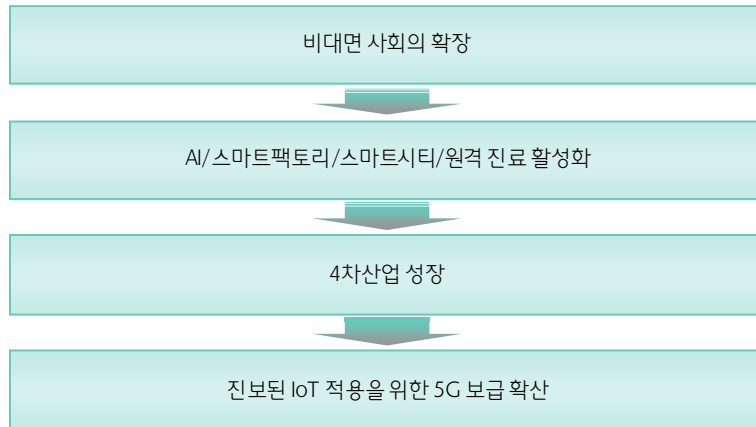 비대면 사회의 확장
AI/스마트팩토리/스마트시티/원격 진료 활성화
4차산업 성장
진보된 IoT 적용을 위한 5G 보급 확산